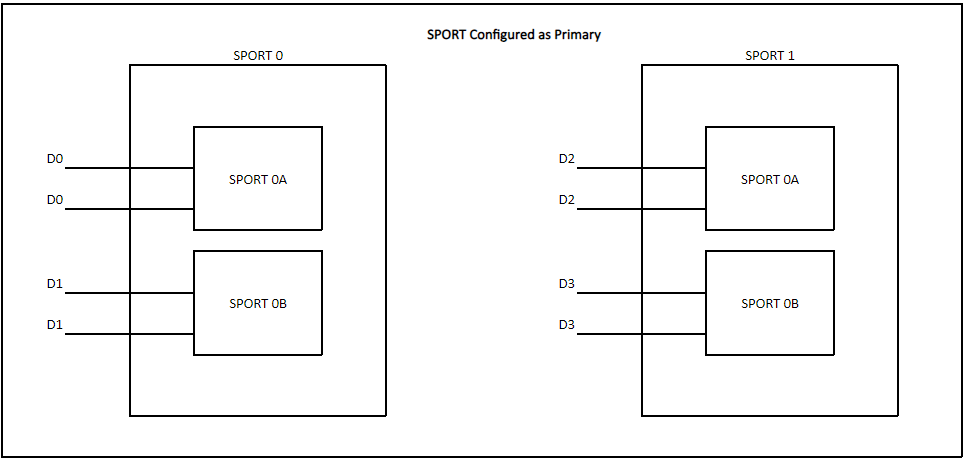 SPORT Configured as Primary
SPORT 0
SPORT 1
D0
D0
SPORT 0A
D1
D1
SPORT 0B
D2
D2
SPORT 0A
D3
D3
SPORT 0B